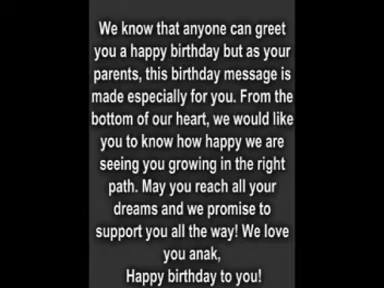 We know that anyone can greet
you a happy birthday but as your
parents, this birthday message is
made especially for you. From the
bottom of our heart, we would like
you to know how happy we are
seeing you growing in the right
path. May you reach all your
dreams and we promise to
support you all the way! We love
you anak,
Happy birthday to you!